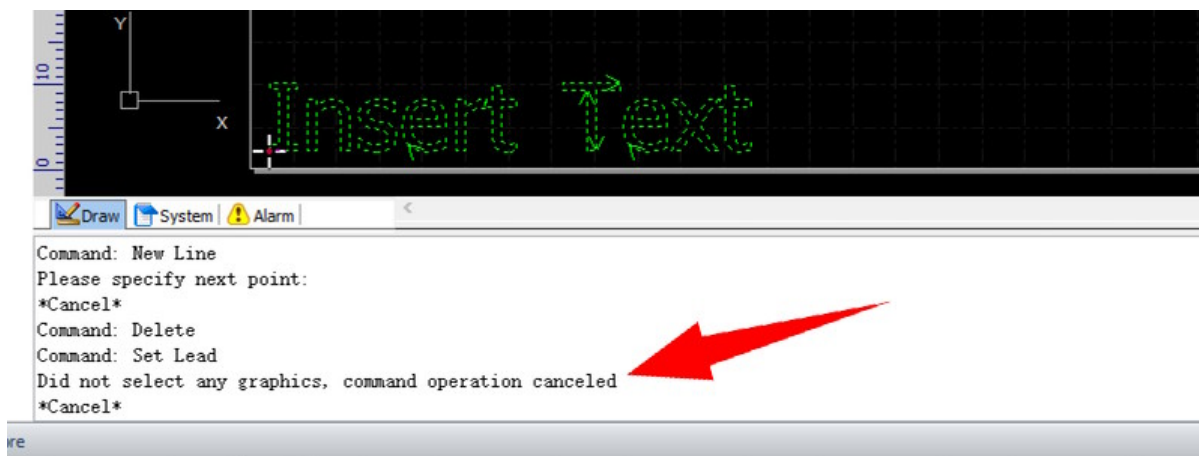 Y
10
X
0
Insert Text
Draw System Alarm
Command: New Line
Please specify next point:
*Cancel*
Command: Delete
Command: Set Lead
Did not select any graphics, command operation canceled
*Cancel*